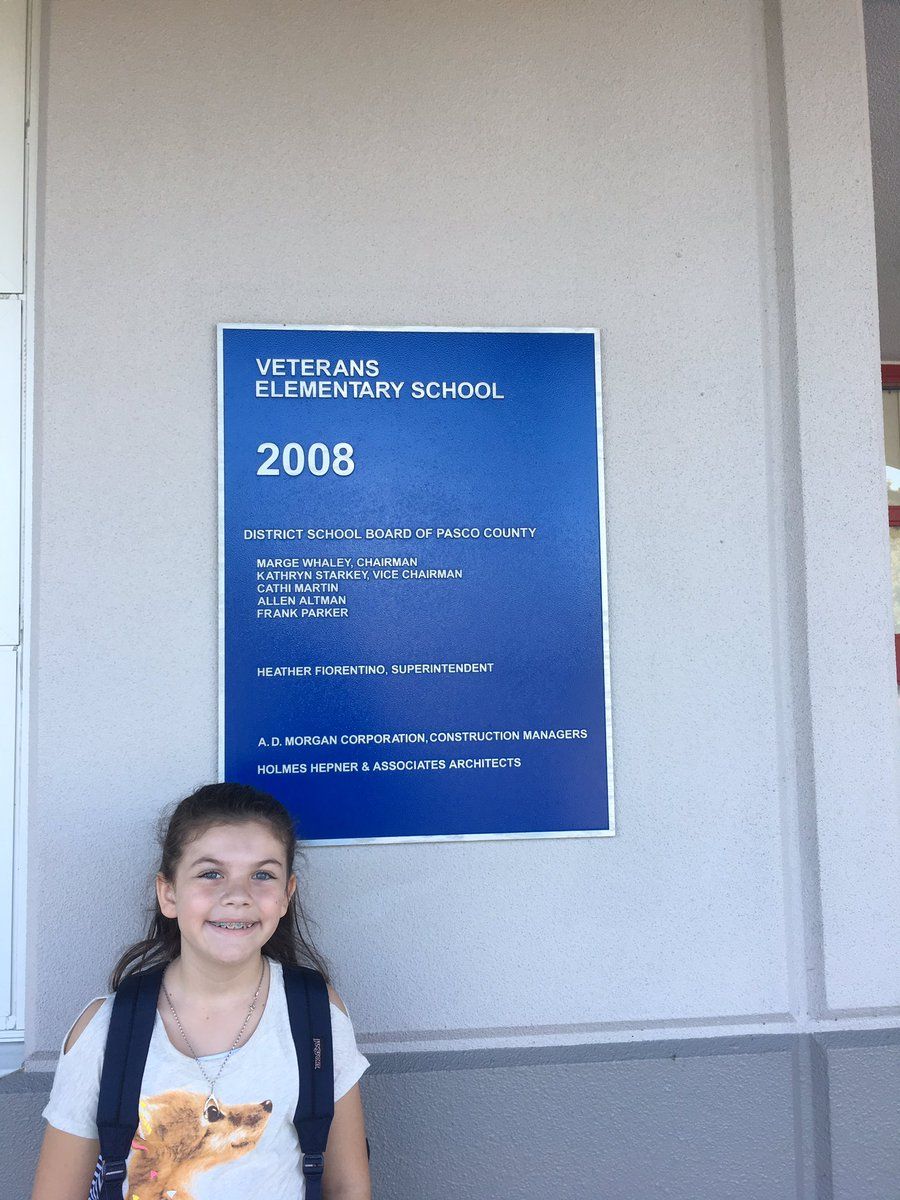 VETERANS
ELEMENTARY SCHOOL
2008
DISTRICT SCHOOL BOARD OF PASCO COUNTY
MARGE WHALEY, CHAIRMAN
KATHRYN STARKEY, VICE CHAIRMAN
CATHI MARTIN
ALLEN ALTMAN
FRANK PARKER
HEATHER FIORENTINO, SUPERINTENDENT
A.D. MORGAN CORPORATION, CONSTRUCTION MANAGERS
HOLMES HEPNER & ASSOCIATES ARCHITECTS